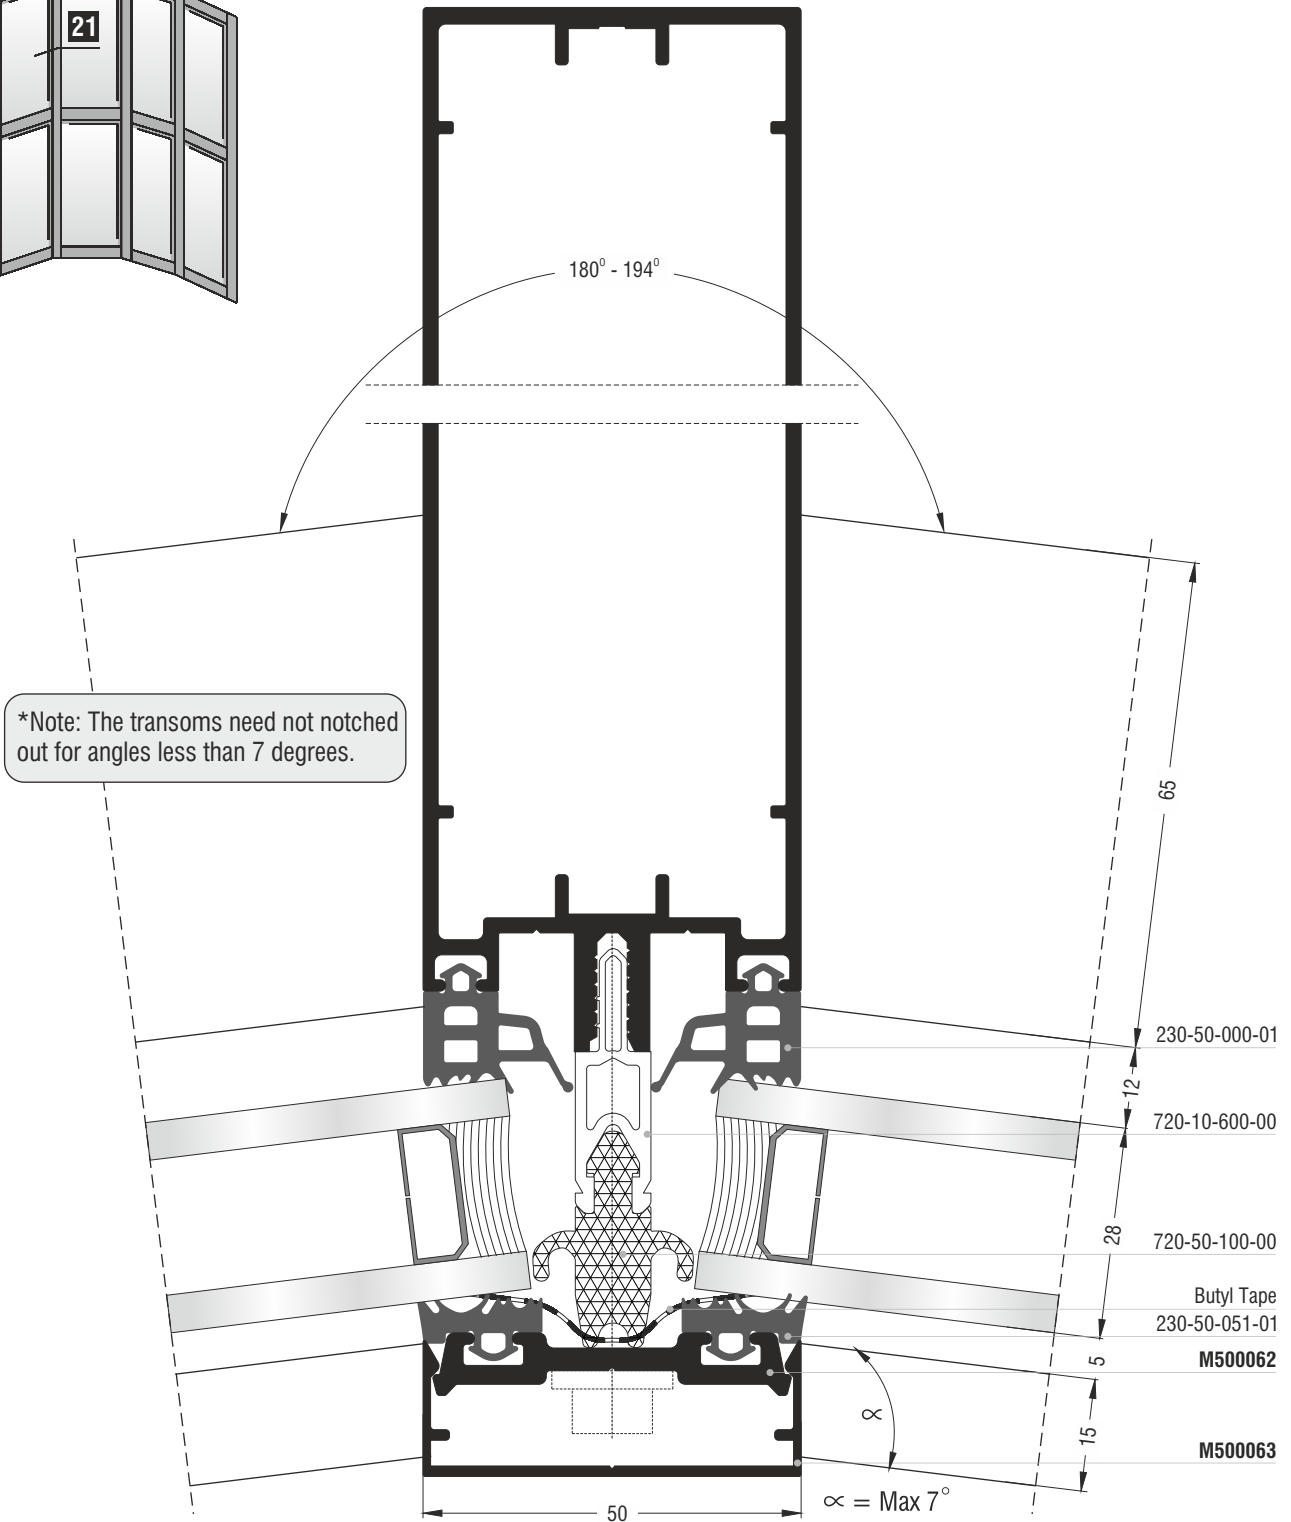 21
180° - 194°
*Note: The transoms need not notched
out for angles less than 7 degrees.
65
230-50-000-01
12
720-10-600-00
28
720-50-100-00
Butyl Tape
230-50-051-01
5
M500062
∝
15
M500063
∝ = Max 7°
50